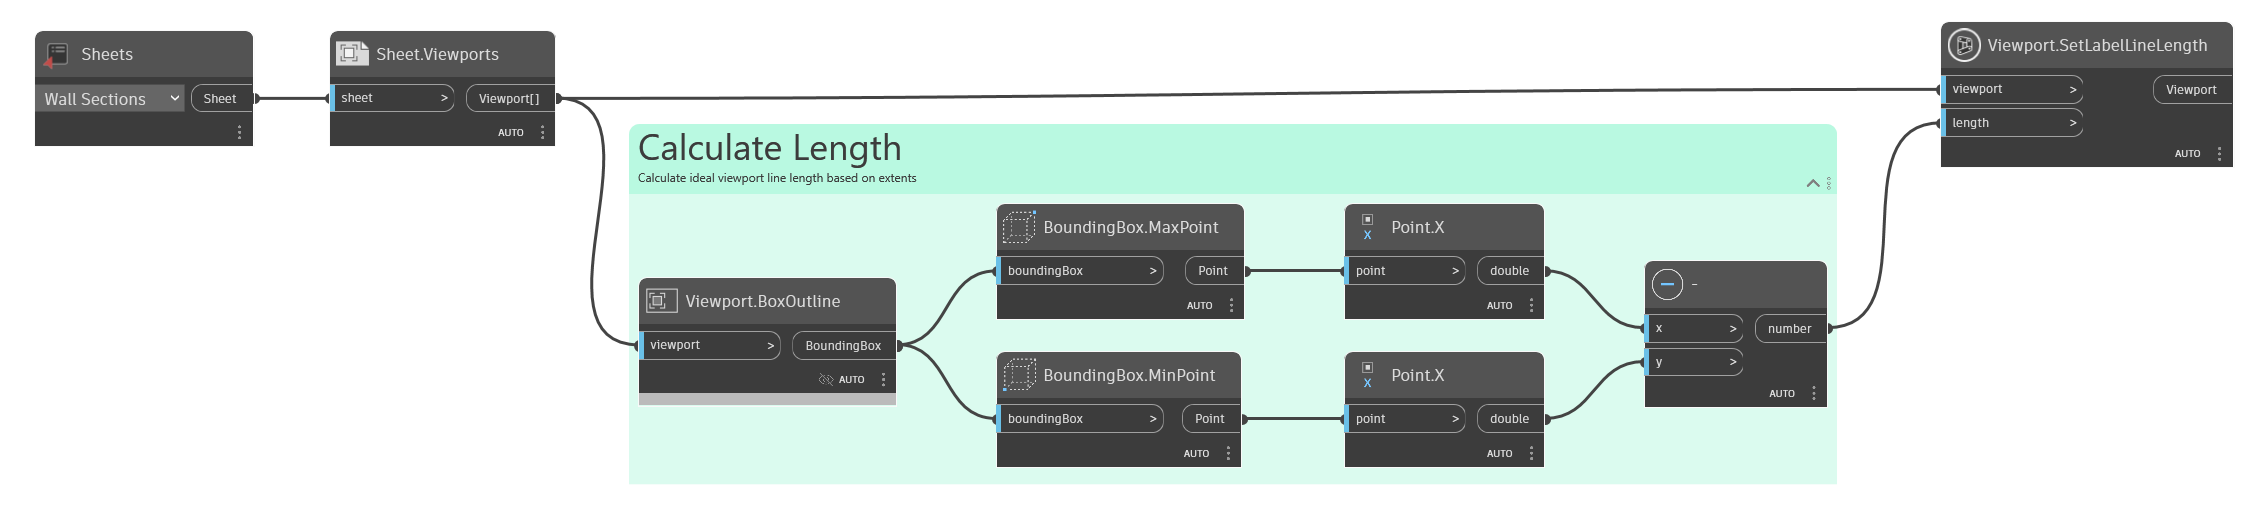 Sheets
Wall Sections
Sheet
Sheet.Viewports
sheet >
Viewport[]
AUTO
Calculate Length
Calculate ideal viewport line length based on extents
Viewport.BoxOutline
viewport >
BoundingBox
AUTO
BoundingBox.MaxPoint
boundingBox >
Point
AUTO
BoundingBox.MinPoint
boundingBox >
Point
AUTO
X
Point.X
point >
double
AUTO
X
Point.X
point >
double
AUTO
-
x >
number
y >
AUTO
Viewport.SetLabelLineLength
viewport >
Viewport
length >
AUTO